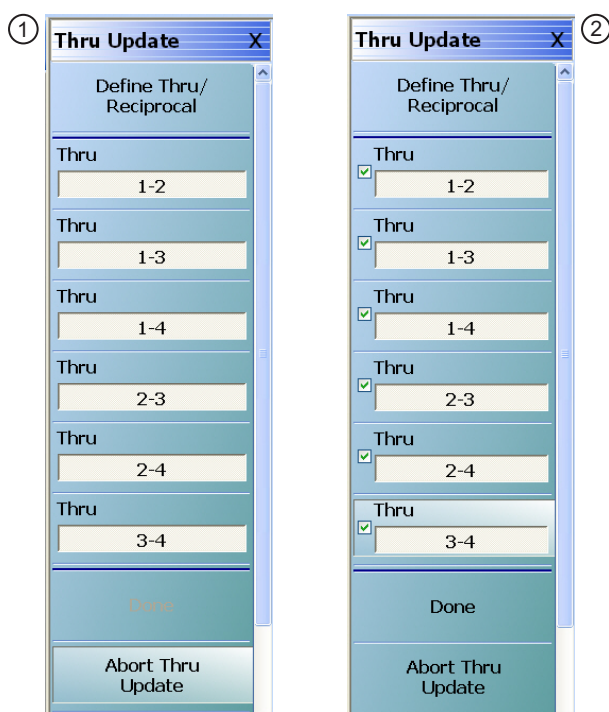 1
Thru Update X
Define Thru/
Reciprocal
Thru
1-2
Thru
1-3
Thru
1-4
Thru
2-3
Thru
2-4
Thru
3-4
Done
Abort Thru
Update
2
Thru Update X
Define Thru/
Reciprocal
Thru
1-2
Thru
1-3
Thru
1-4
Thru
2-3
Thru
2-4
Thru
3-4
Done
Abort Thru
Update